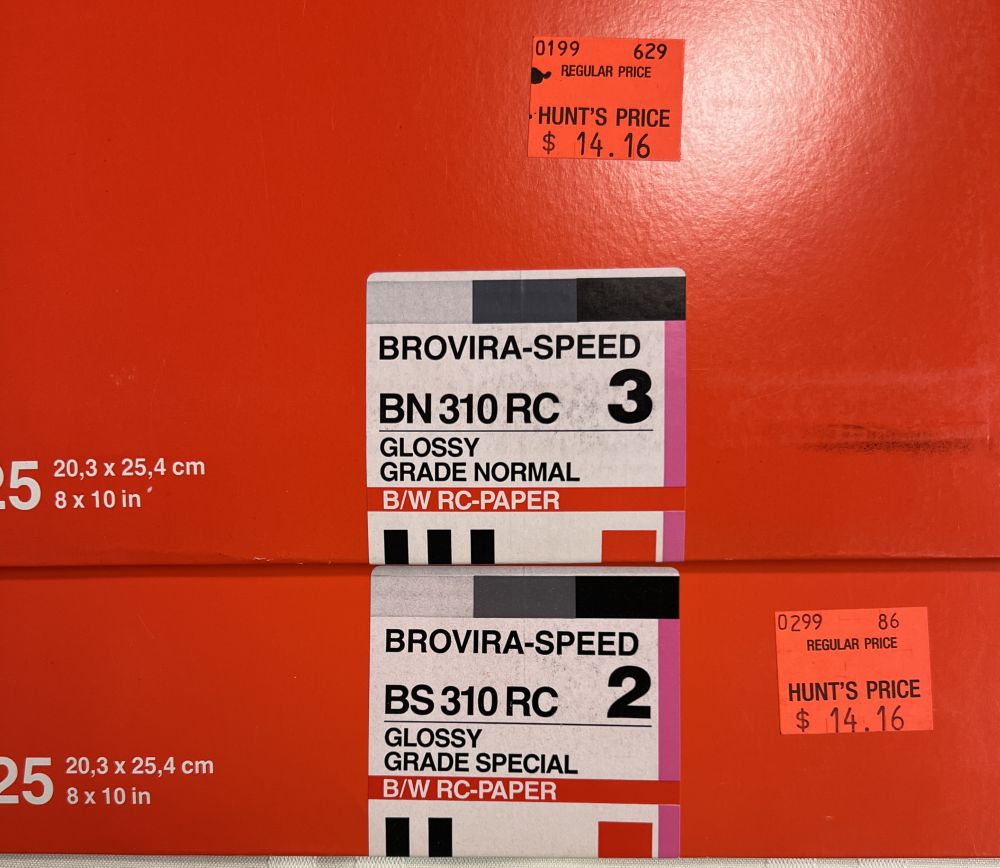 0199 629
REGULAR PRICE
HUNT'S PRICE
$ 14.16
BROVIRA-SPEED
BN 310 RC 3
GLOSSY
GRADE NORMAL
B/W RC-PAPER
25 20,3 x 25,4 cm
8 x 10 in
BROVIRA-SPEED
BS 310 RC 2
GLOSSY
GRADE SPECIAL
B/W RC-PAPER
0299 86
REGULAR PRICE
HUNT'S PRICE
$ 14.16
25 20,3 x 25,4 cm
8 x 10 in